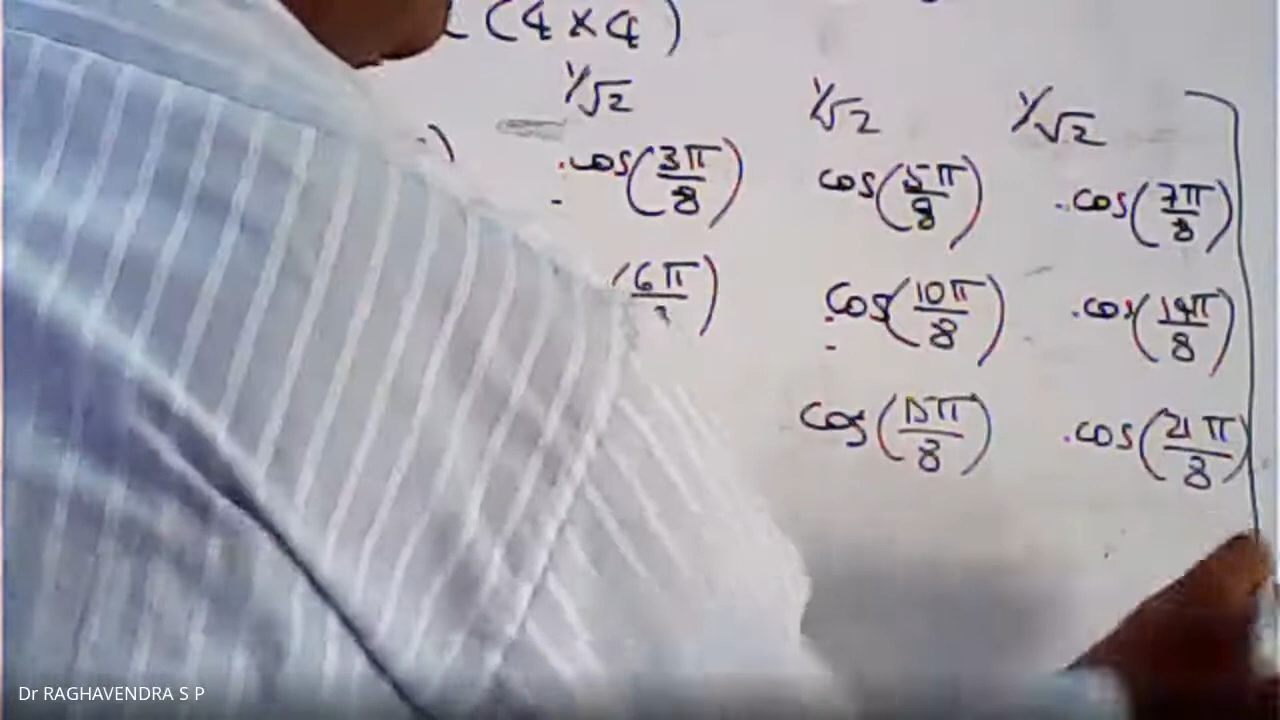 (4×4)
1/√2 1/√2 1/√2
cos(3π/8) cos(5π/8) cos(7π/8)
(6π/8) cos(10π/8) cos(14π/8)
cos(15π/8) cos(21π/8)
Dr RAGHAVENDRA S P